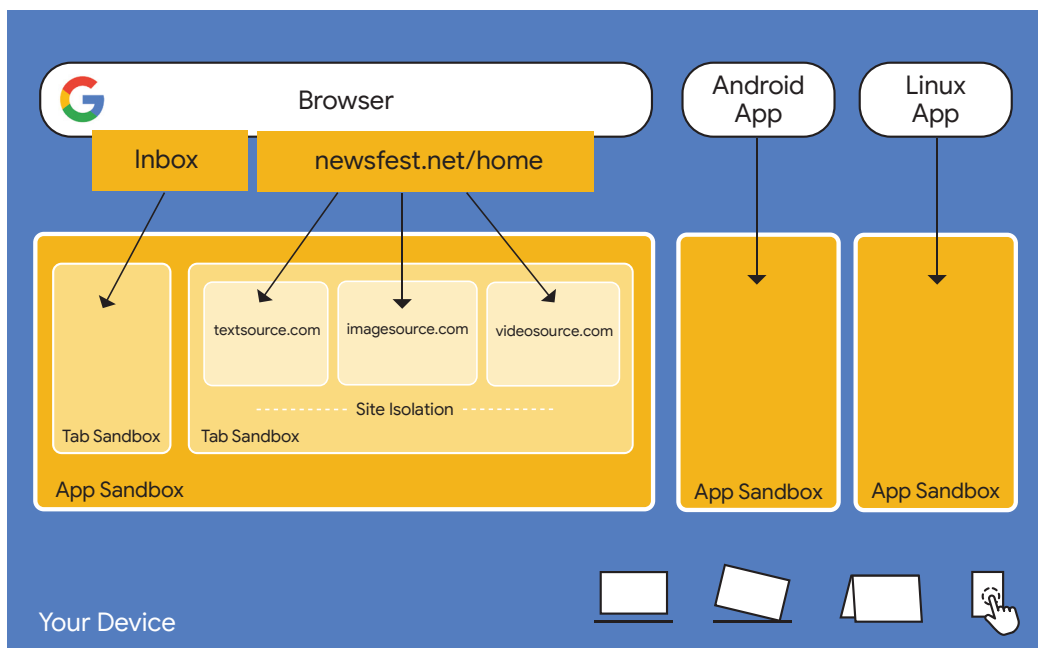 Browser
Android
App
Linux
App
Inbox
newsfest.net/home
textsource.com
imagesource.com
videosource.com
Site Isolation
Tab Sandbox
Tab Sandbox
App Sandbox
App Sandbox
App Sandbox
Your Device